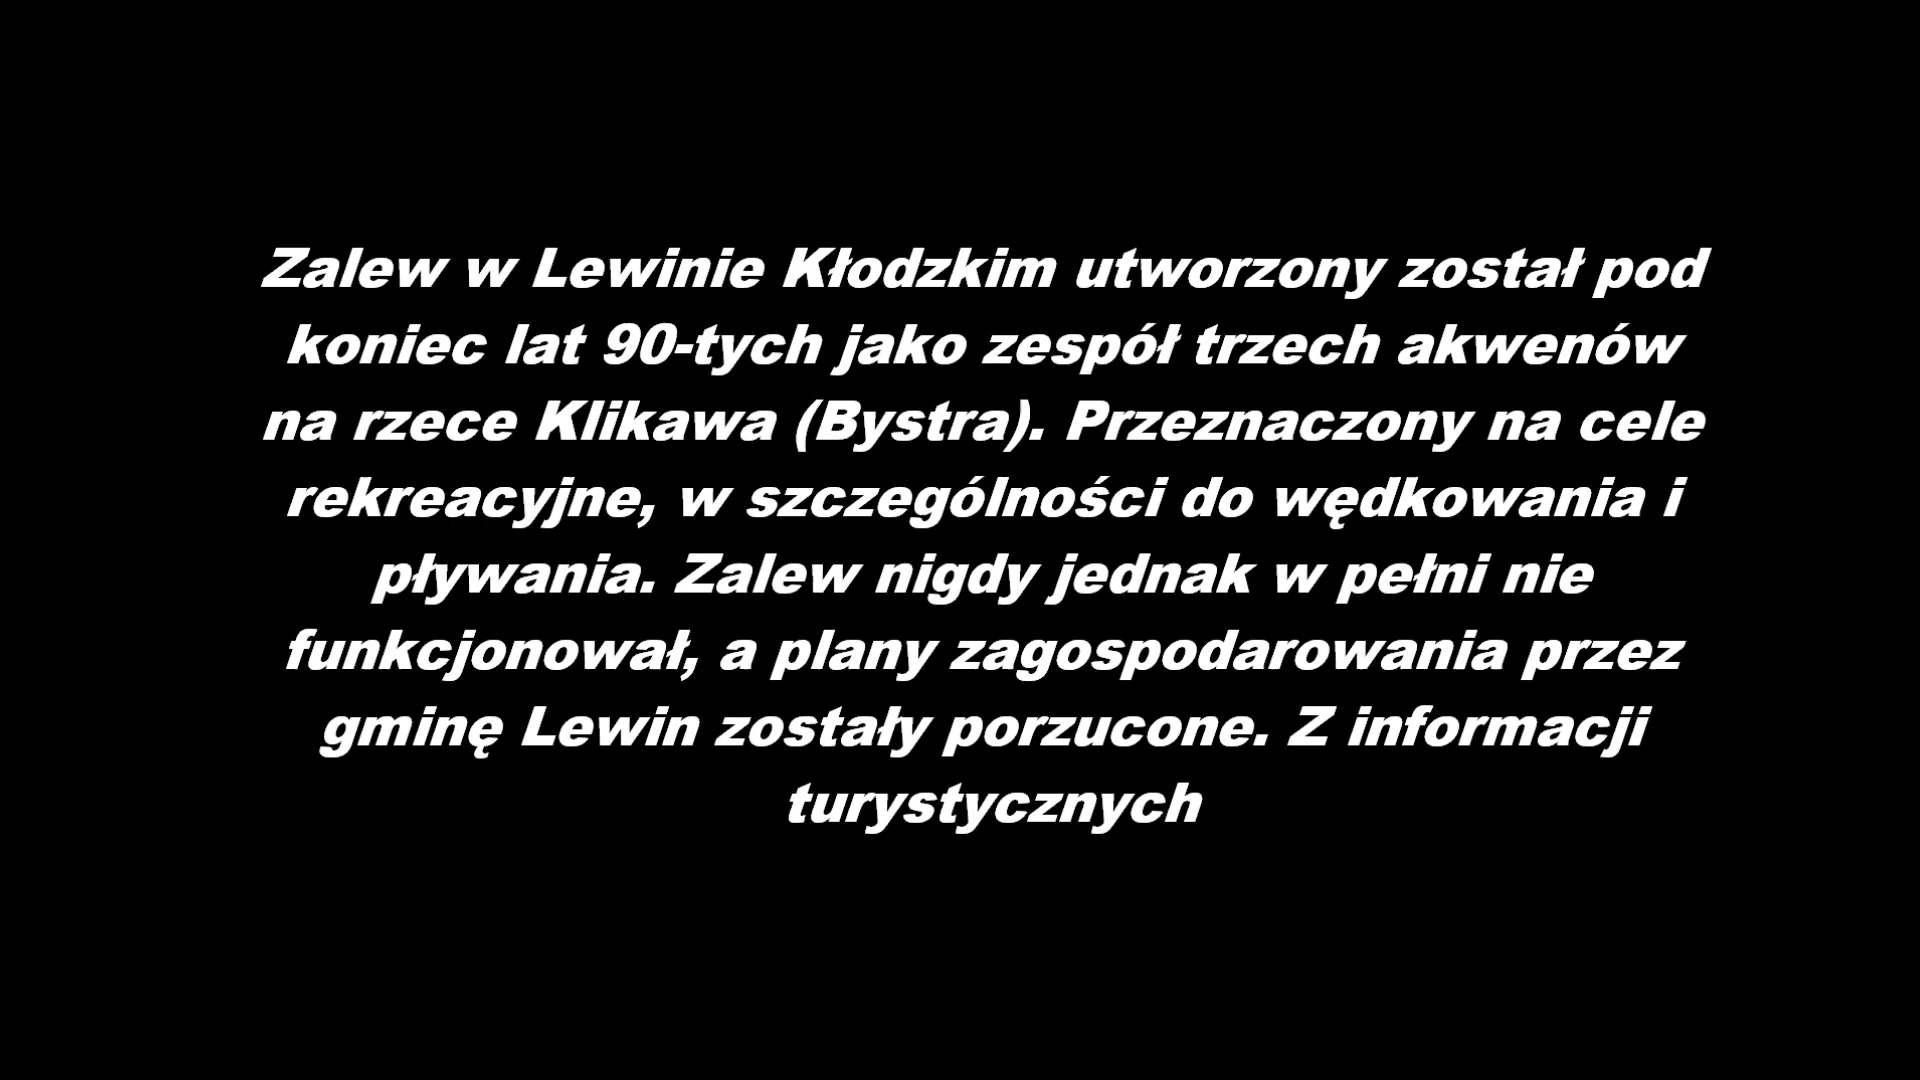 Zalew w Lewinie Kłodzkim utworzony został pod
koniec lat 90-tych jako zespół trzech akwenów
na rzece Klikawa (Bystra). Przeznaczony na cele
rekreacyjne, w szczególności do wędkowania i
pływania. Zalew nigdy jednak w pełni nie
funkcjonował, a plany zagospodarowania przez
gminę Lewin zostały porzucone. Z informacji
turystycznych